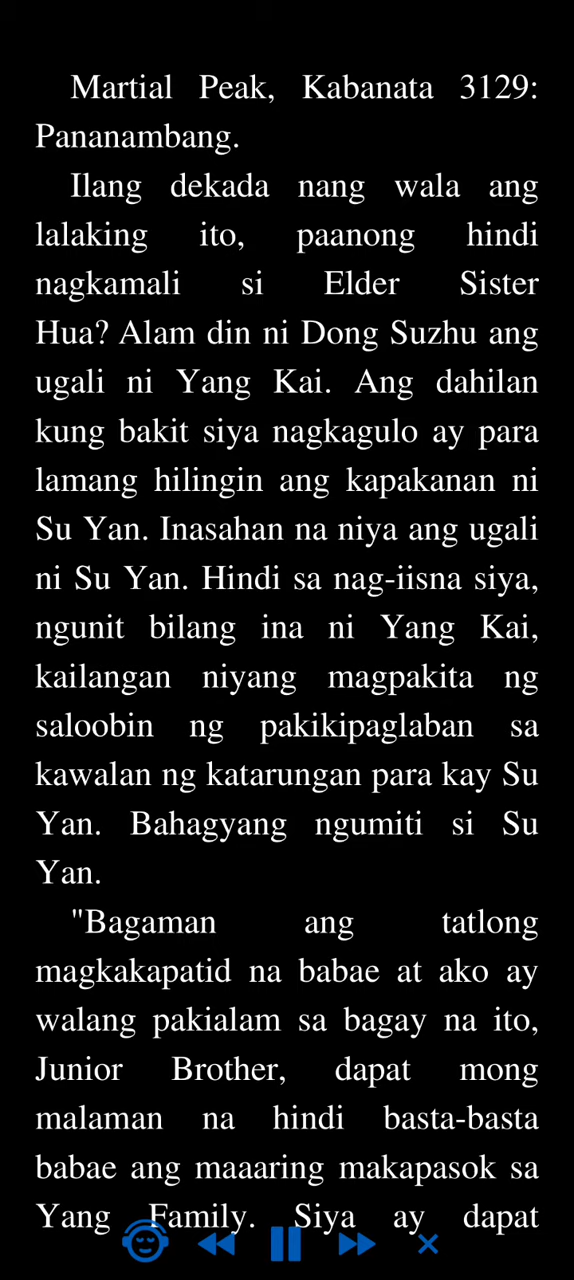 Martial Peak, Kabanata 3129:
Pananambang.
Ilang dekada nang wala ang
lalaking ito, paanong hindi
nagkamali si Elder Sister
Hua? Alam din ni Dong Suzhu ang
ugali ni Yang Kai. Ang dahilan
kung bakit siya nagkagulo ay para
lamang hilingin ang kapakanan ni
Su Yan. Inasahan na niya ang ugali
ni Su Yan. Hindi sa nag-iisna siya,
ngunit bilang ina ni Yang Kai,
kailangan niyang magpakita ng
saloobin ng pakikipaglaban sa
kawalan ng katarungan para kay Su
Yan. Bahagyang ngumiti si Su
Yan.
"Bagaman ang tatlong
magkakapatid na babae at ako ay
walang pakialam sa bagay na ito,
Junior Brother, dapat mong
malaman na hindi basta-basta
babae ang maaaring makapasok sa
Yang Family. Siya ay dapat